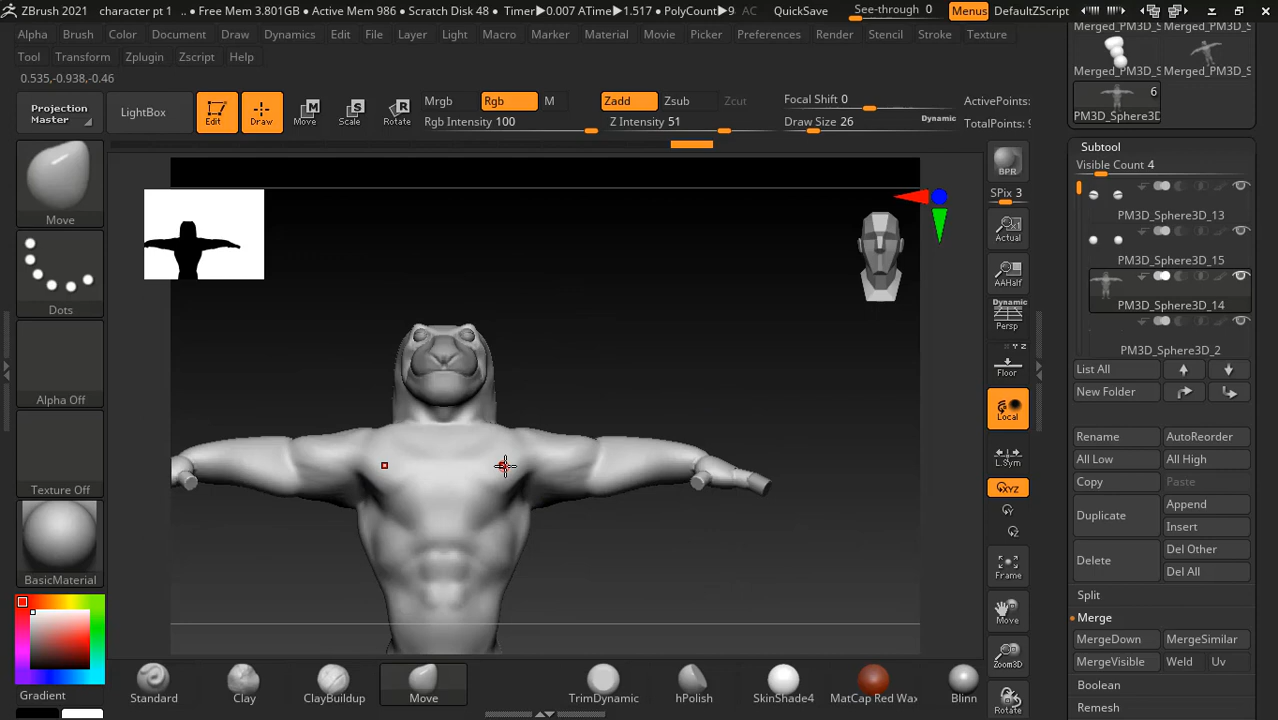 ZBrush 2021 character pt 1 .. • Free Mem 3.801GB • Active Mem 986 • Scratch Disk 48 • Timer▶0.007 ATime▶1.517 • PolyCount▶9 AC QuickSave See-through 0 Menus DefaultZScript
Alpha Brush Color Document Draw Dynamics Edit File Layer Light Macro Marker Material Movie Picker Preferences Render Stencil Stroke Texture
Tool Transform Zplugin Zscript Help
0.535,-0.938,-0.46
Projection
Master
LightBox
Edit
Draw
Move
Scale
Rotate
Mrgb
Rgb
M
Rgb Intensity 100
Zadd
Zsub
Zcut
Z Intensity 51
Focal Shift 0
Draw Size 26
Dynamic
ActivePoints:
TotalPoints: 9
Move
Dots
Alpha Off
Texture Off
BasicMaterial
Gradient
BPR
SPix 3
Actual
AAHalf
Dynamic
Persp
X Y Z
Floor
Local
L.Sym
XYZ
Y
Z
Frame
Move
Zoom3D
Rotate
Merged_PM3D_S Merged_PM3D_S
Merged_PM3D_S Merged_PM3D_S
6
PM3D_Sphere3D
Subtool
Visible Count 4
PM3D_Sphere3D_13
PM3D_Sphere3D_15
PM3D_Sphere3D_14
PM3D_Sphere3D_2
List All
New Folder
Rename AutoReorder
All Low All High
Copy Paste
Duplicate
Append
Insert
Delete
Del Other
Del All
Split
Merge
MergeDown MergeSimilar
MergeVisible Weld Uv
Boolean
Remesh
Standard Clay ClayBuildup Move TrimDynamic hPolish SkinShade4 MatCap Red Wax Blinn